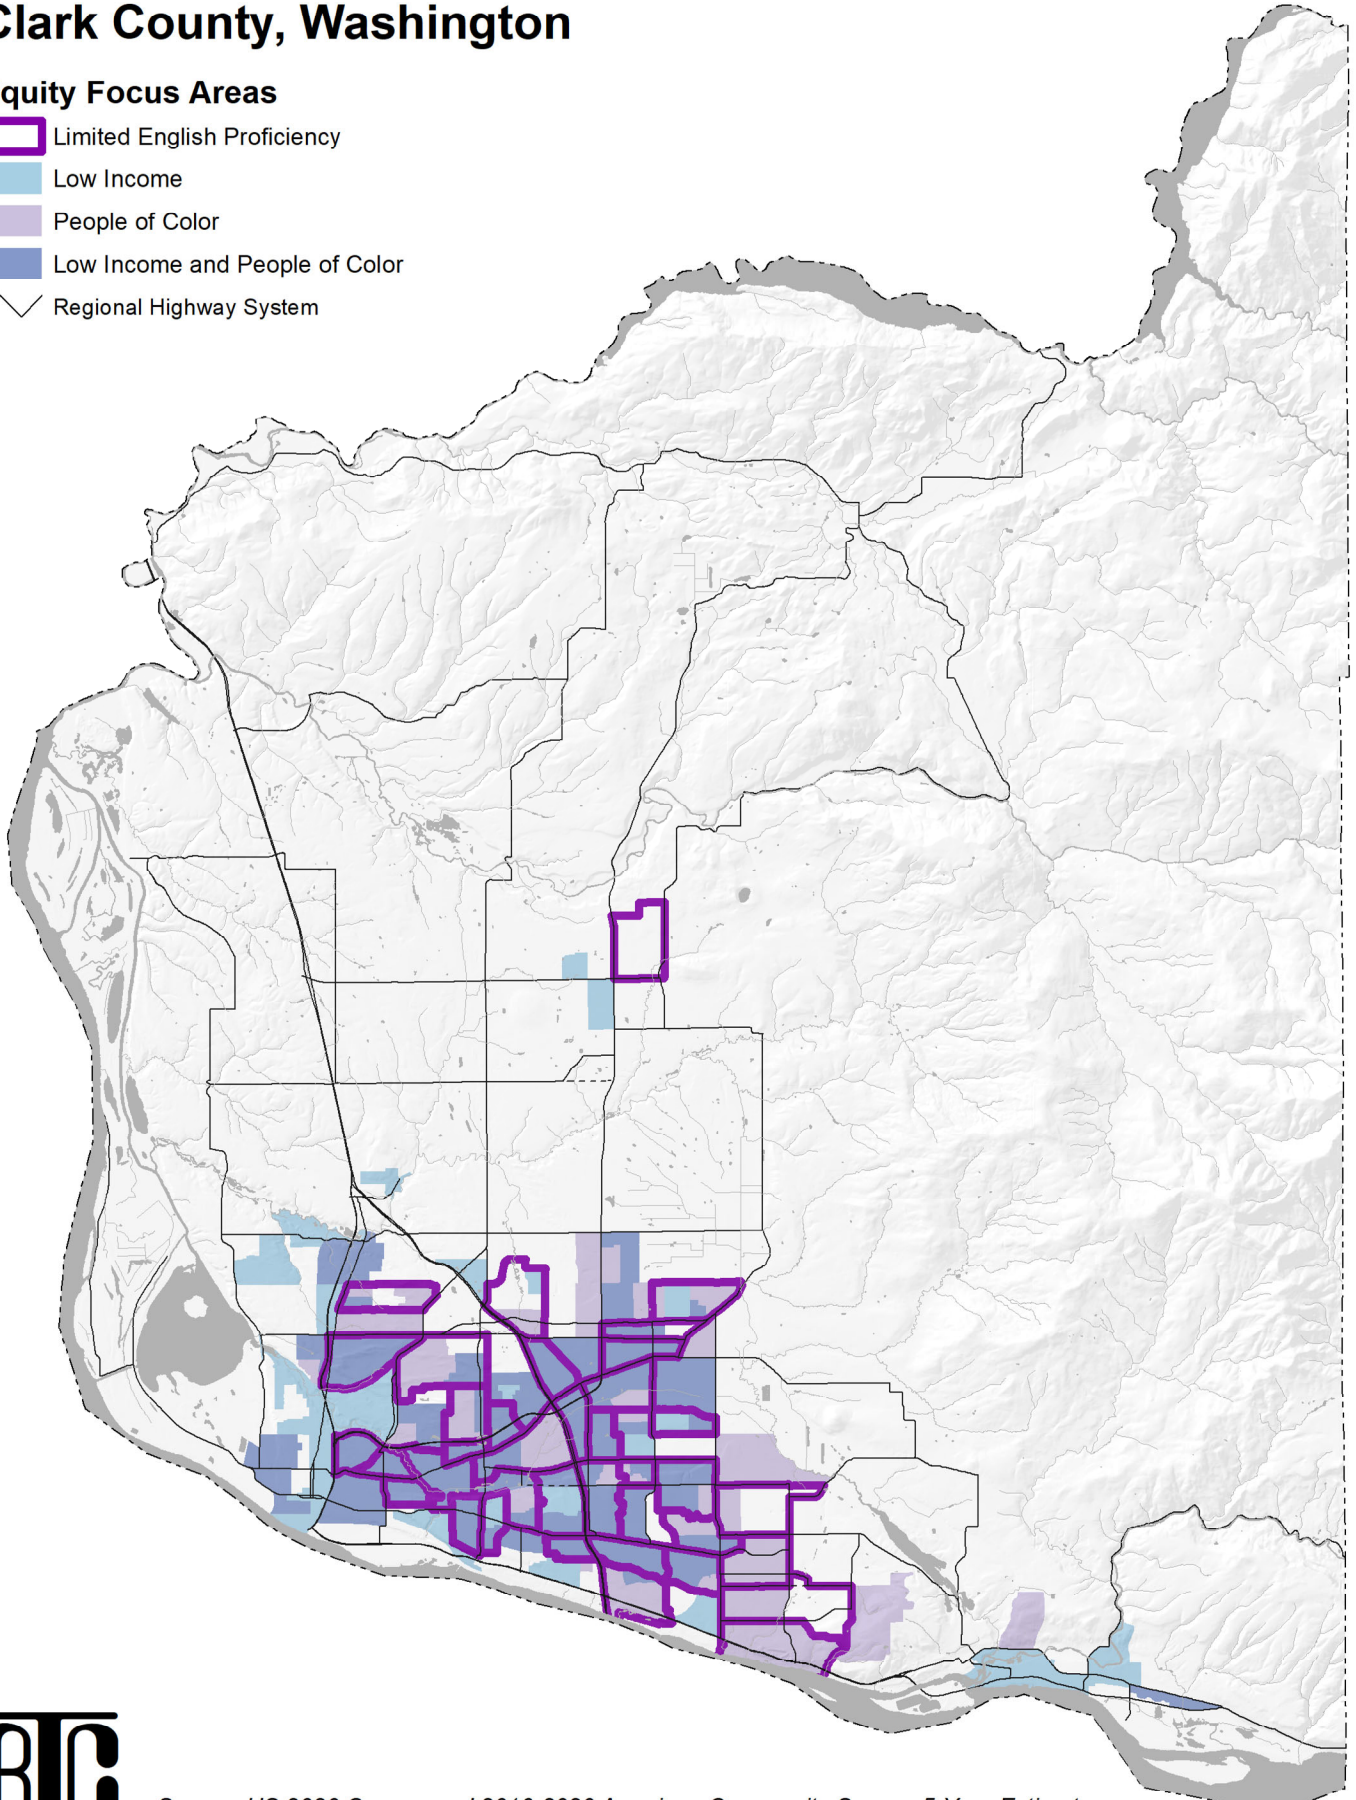 Clark County, Washington
quity Focus Areas
Limited English Proficiency
Low Income
People of Color
Low Income and People of Color
Regional Highway System
RTC